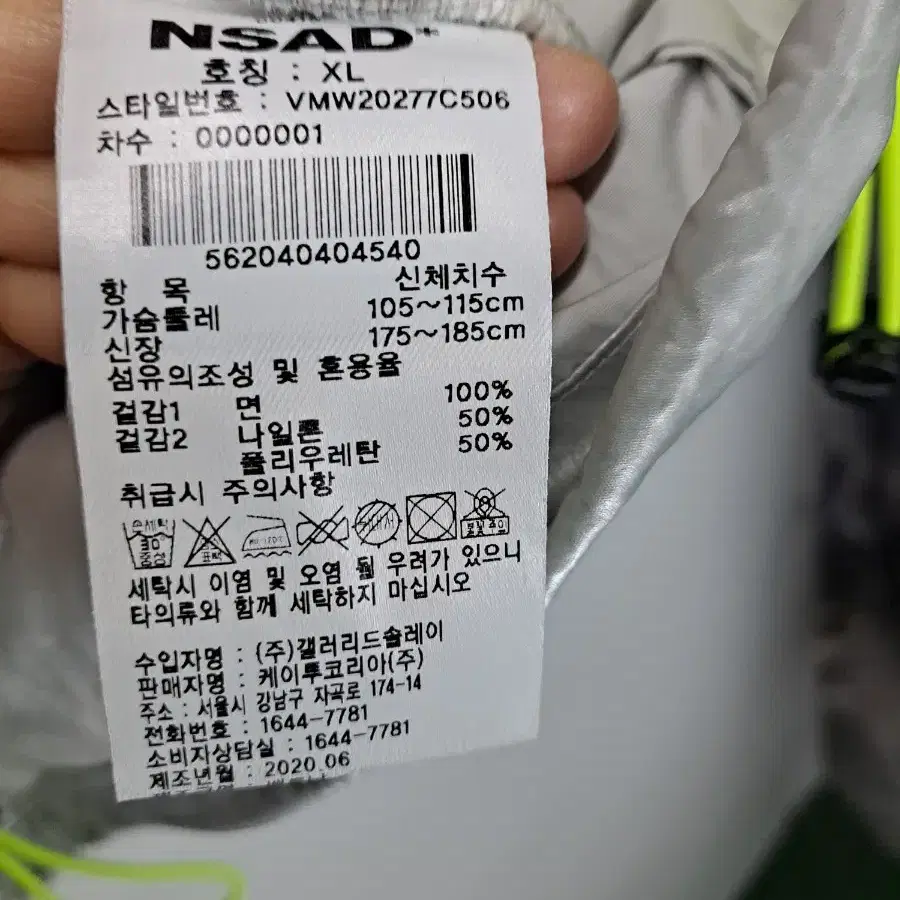 NSAD+
호칭 : XL
스타일번호 : VMW20277C506
차수 : 0000001
562040404540
항 목 신체치수
가슴둘레 105~115cm
신장 175~185cm
섬유의조성 및 혼용율
겉감1 면 100%
겉감2 나일론 50%
폴리우레탄 50%
취급시 주의사항
손세탁 30 중성
세탁시 이염 및 오염 될 우려가 있으니
타의류와 함께 세탁하지 마십시오
수입자명 : (주)갤러리드솔레이
판매자명 : 케이투코리아(주)
주소 : 서울시 강남구 자곡로 174-14
전화번호 : 1644-7781
소비자상담실 : 1644-7781
제조년월 : 2020.06